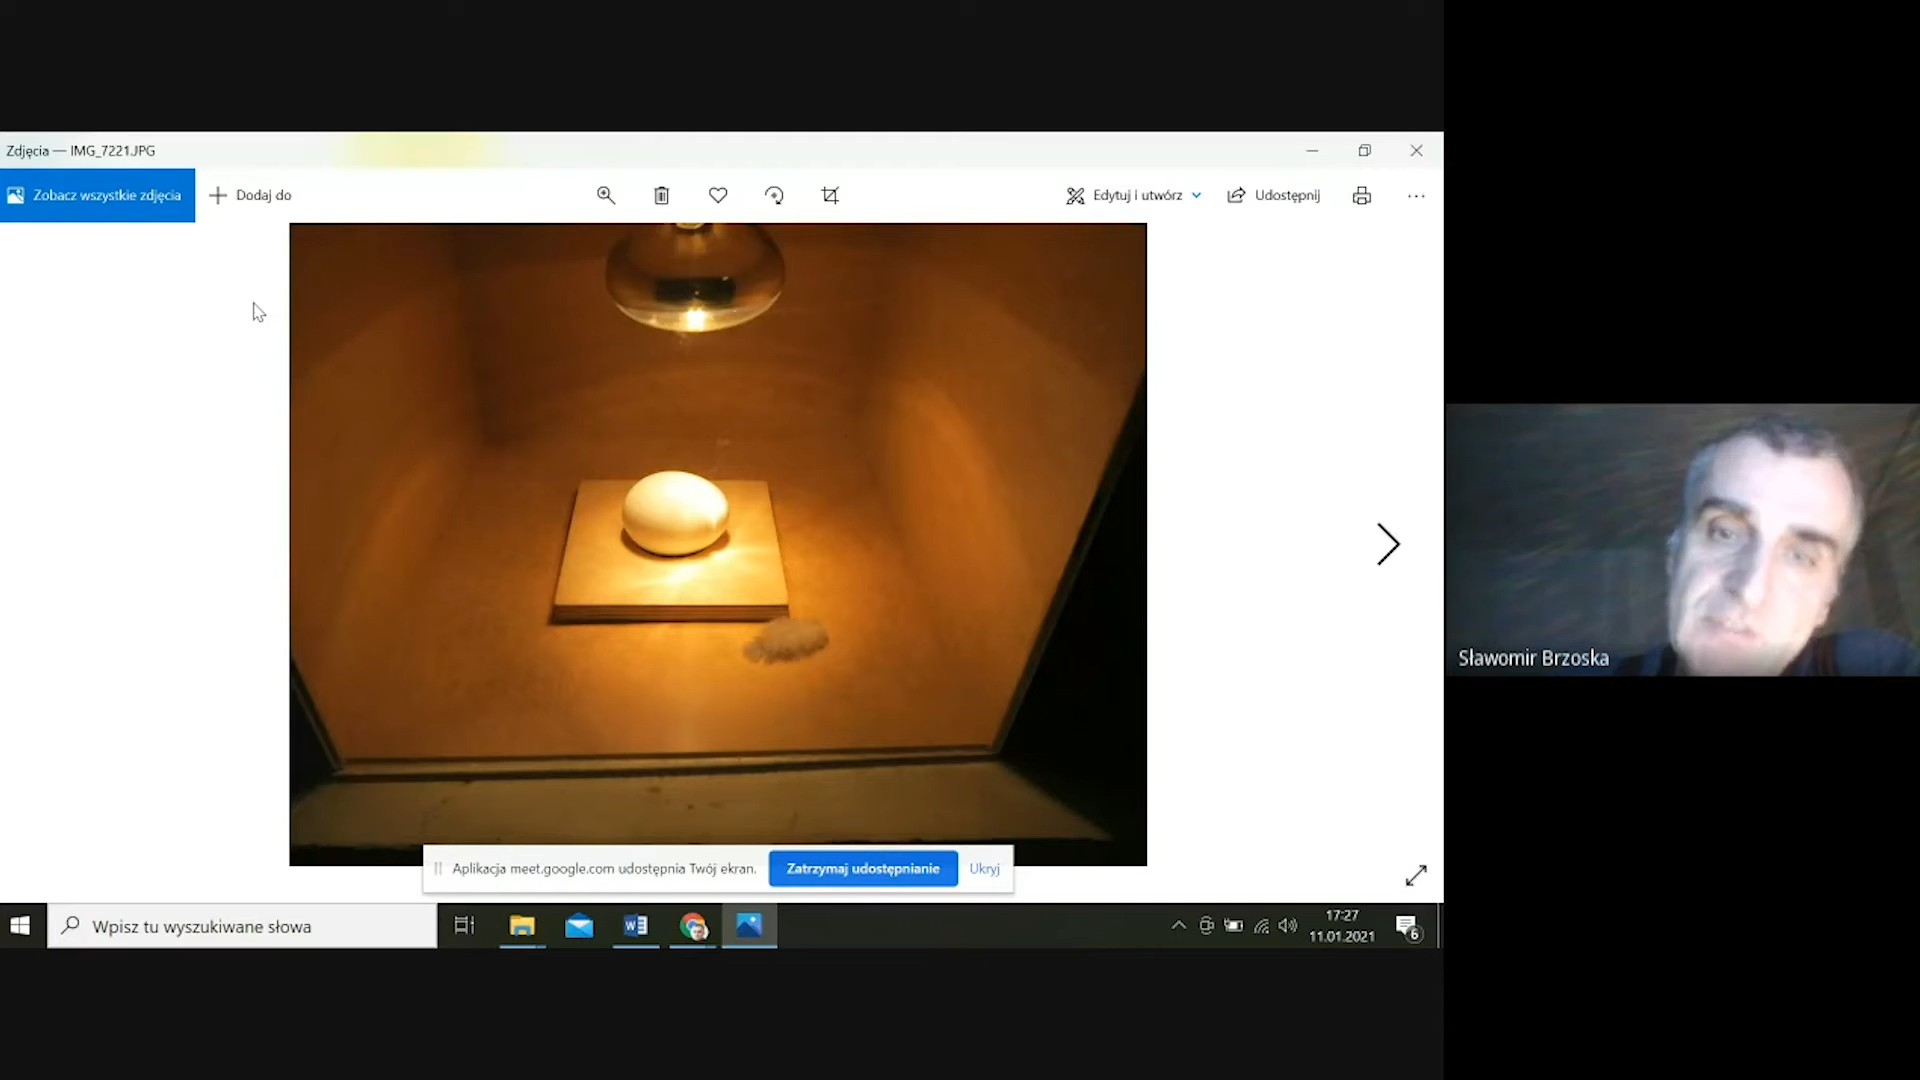 Zdjęcia — IMG_7221.JPG
Zobacz wszystkie zdjęcia
Dodaj do
Edytuj i utwórz
Udostępnij
Sławomir Brzoska
Aplikacja meet.google.com udostępnia Twój ekran.
Zatrzymaj udostępnianie
Ukryj
Wpisz tu wyszukiwane słowa
17:27
11.01.2021
6